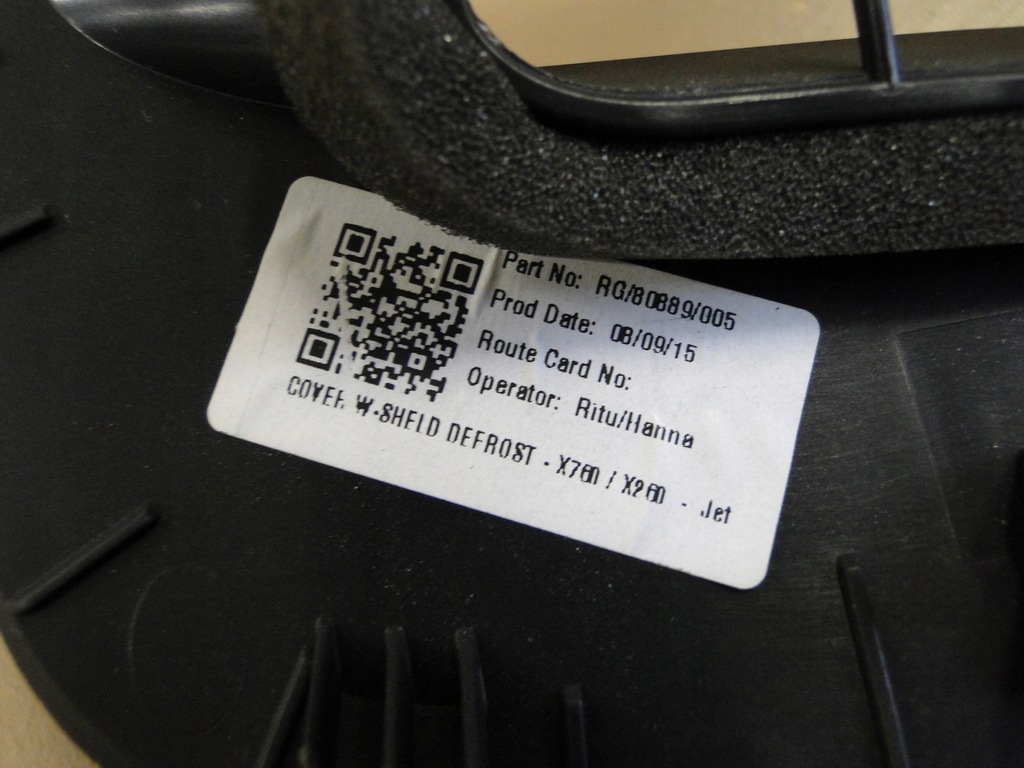 Part No: RG/80889/005
Prod Date: 08/09/15
Route Card No:
Operator: Ritu/Hanna
COVER W-SHELD DEFROST - X760 / X260 - Jet